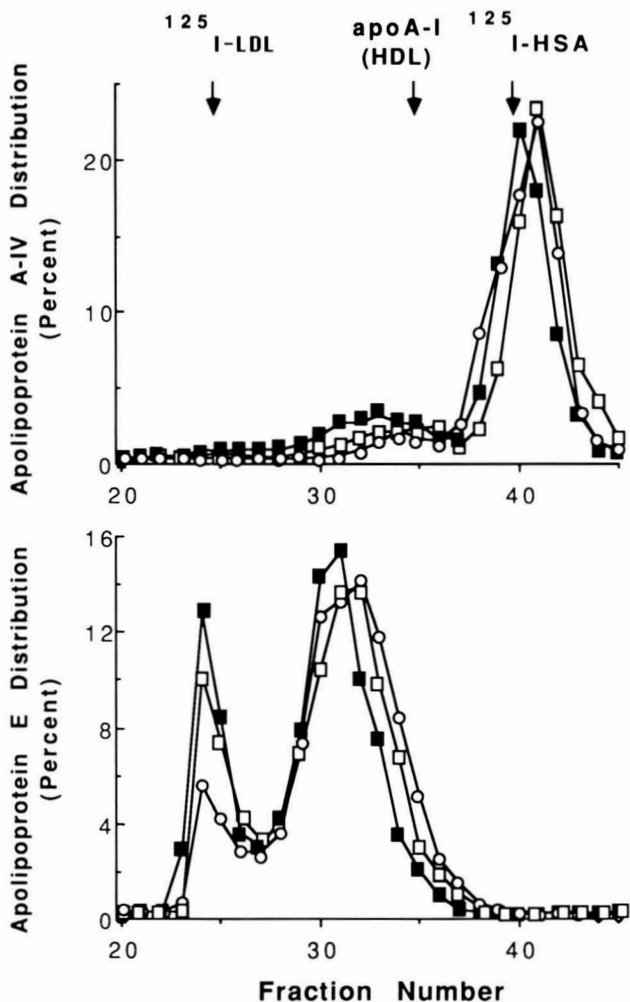 125 I-LDL
apoA-I (HDL)
125 I-HSA
Apolipoprotein A-IV Distribution
(Percent)
20
10
0
20
30
40
Apolipoprotein E Distribution
(Percent)
16
12
8
4
0
20
30
40
Fraction Number